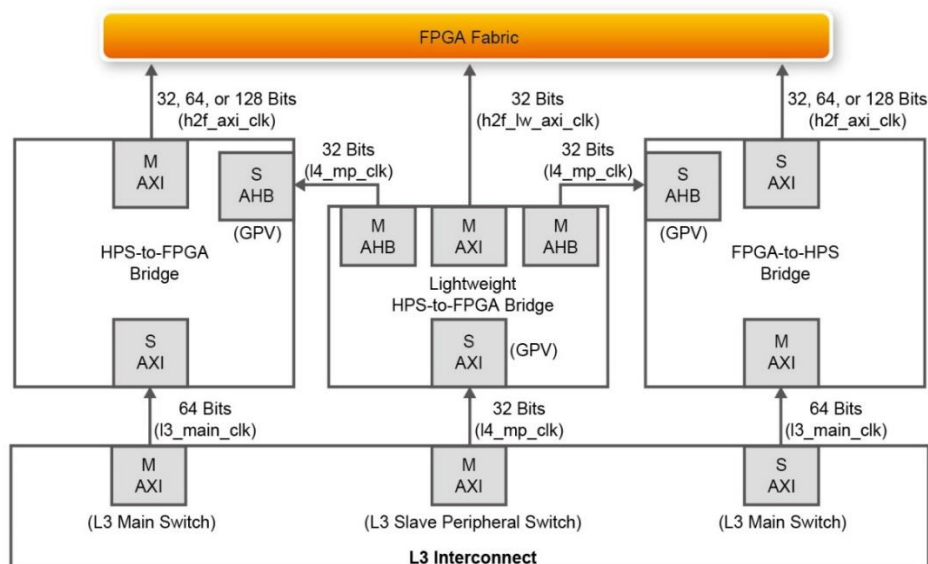 FPGA Fabric
32, 64, or 128 Bits
(h2f_axi_clk)
32 Bits
(h2f_lw_axi_clk)
32, 64, or 128 Bits
(h2f_axi_clk)
M
AXI
S
AHB
(GPV)
32 Bits
(l4_mp_clk)
32 Bits
(l4_mp_clk)
S
AHB
(GPV)
S
AXI
HPS-to-FPGA
Bridge
M
AHB
M
AXI
M
AHB
Lightweight
HPS-to-FPGA Bridge
FPGA-to-HPS
Bridge
S
AXI
S
AXI
(GPV)
M
AXI
64 Bits
(l3_main_clk)
32 Bits
(l4_mp_clk)
64 Bits
(l3_main_clk)
M
AXI
(L3 Main Switch)
M
AXI
(L3 Slave Peripheral Switch)
S
AXI
(L3 Main Switch)
L3 Interconnect